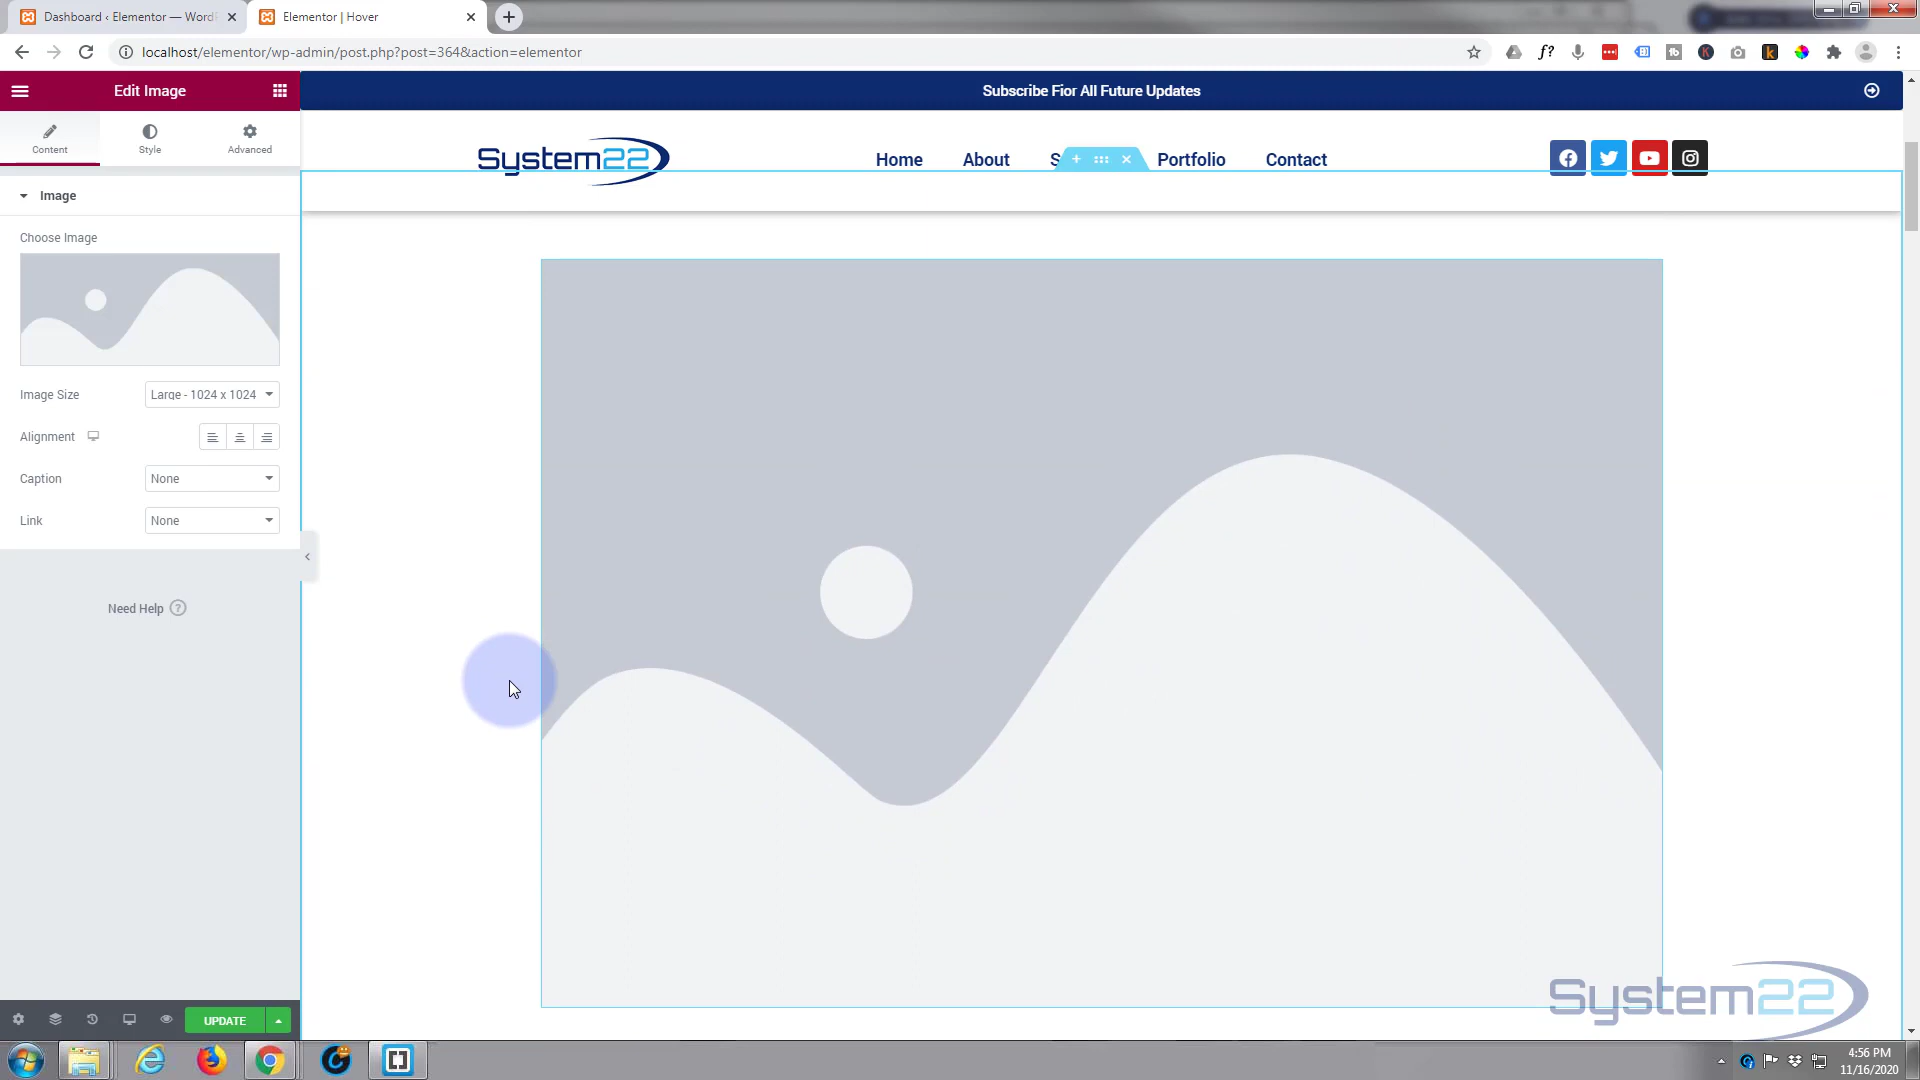 Dashboard ‹ Elementor — WordP
Elementor | Hover
localhost/elementor/wp-admin/post.php?post=364&action=elementor
Edit Image
Content
Style
Advanced
Image
Choose Image
Image Size
Large - 1024 x 1024
Alignment
Caption
None
Link
None
Need Help ?
UPDATE
Subscribe Fior All Future Updates
System22
Home
About
S
Portfolio
Contact
System22
4:56 PM
11/16/2020